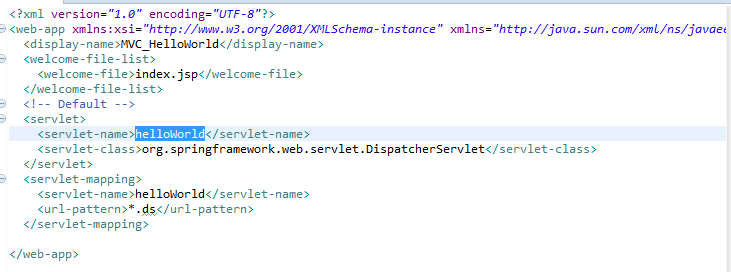 <?xml version="1.0" encoding="UTF-8"?>
<web-app xmlns:xsi="http://www.w3.org/2001/XMLSchema-instance" xmlns="http://java.sun.com/xml/ns/javaee
<display-name>MVC_HelloWorld</display-name>
<welcome-file-list>
<welcome-file>index.jsp</welcome-file>
</welcome-file-list>
<!-- Default -->
<servlet>
<servlet-name>helloWorld</servlet-name>
<servlet-class>org.springframework.web.servlet.DispatcherServlet</servlet-class>
</servlet>
<servlet-mapping>
<servlet-name>helloWorld</servlet-name>
<url-pattern>*.ds</url-pattern>
</servlet-mapping>
</web-app>